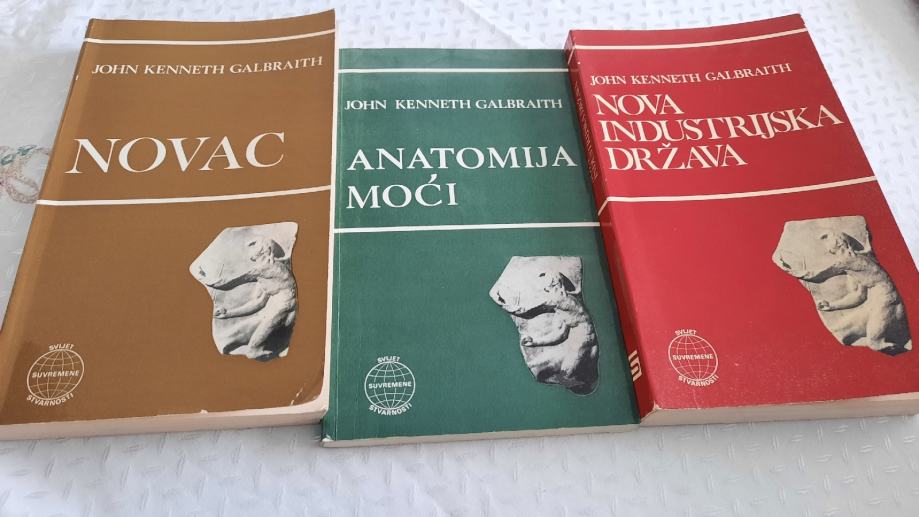 JOHN KENNETH GALBRAITH
NOVAC
SVIJET
SUVREMENE
STVARNOSTI
JOHN KENNETH GALBRAITH
ANATOMIJA
MOĆI
SVIJET
SUVREMENE
STVARNOSTI
JOHN KENNETH GALBRAITH
NOVA
INDUSTRIJSKA
DRŽAVA
SVIJET
SUVREMENE
STVARNOSTI